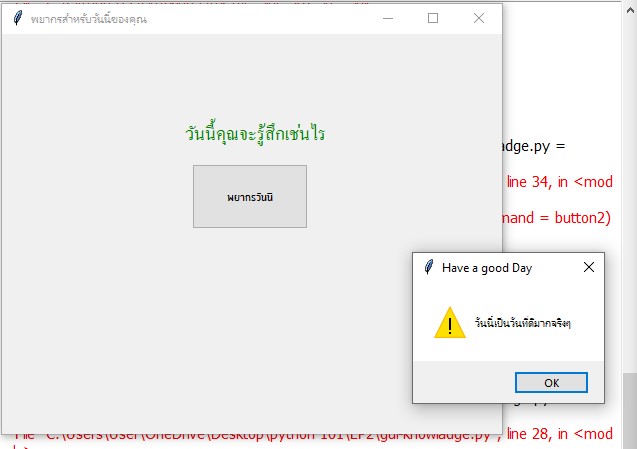 พยากรสำหรับวันนี้ของคุณ
วันนี้คุณจะรู้สึกเช่นไร
พยากรวันนี
adge.py =
line 34, in <mod
mand = button2)
Have a good Day
วันนี้เป็นวันที่ดีมากจริงๆ
OK
File "C:\Users\User\OneDrive\Desktop\python 101\EP2\gui-knowladge.py", line 28, in <mod